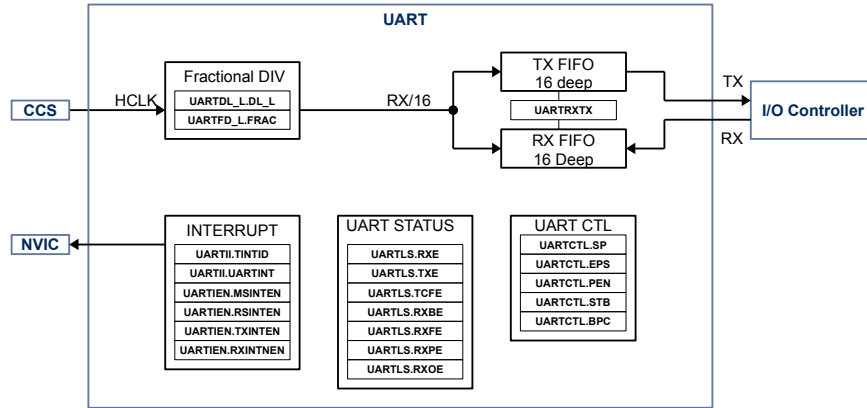 UART
Fractional DIV
UARTDL_L.DL_L
UARTFD_L.FRAC
CCS
HCLK
RX/16
TX FIFO
16 deep
UARTRXTX
RX FIFO
16 Deep
TX
RX
I/O Controller
NVIC
INTERRUPT
UARTII.TINTID
UARTII.UARTINT
UARTIEN.MSINTEN
UARTIEN.RSINTEN
UARTIEN.TXINTEN
UARTIEN.RXINTNEN
UART STATUS
UARTLS.RXE
UARTLS.TXE
UARTLS.TCFE
UARTLS.RXBE
UARTLS.RXFE
UARTLS.RXPE
UARTLS.RXOE
UART CTL
UARTCTL.SP
UARTCTL.EPS
UARTCTL.PEN
UARTCTL.STB
UARTCTL.BPC